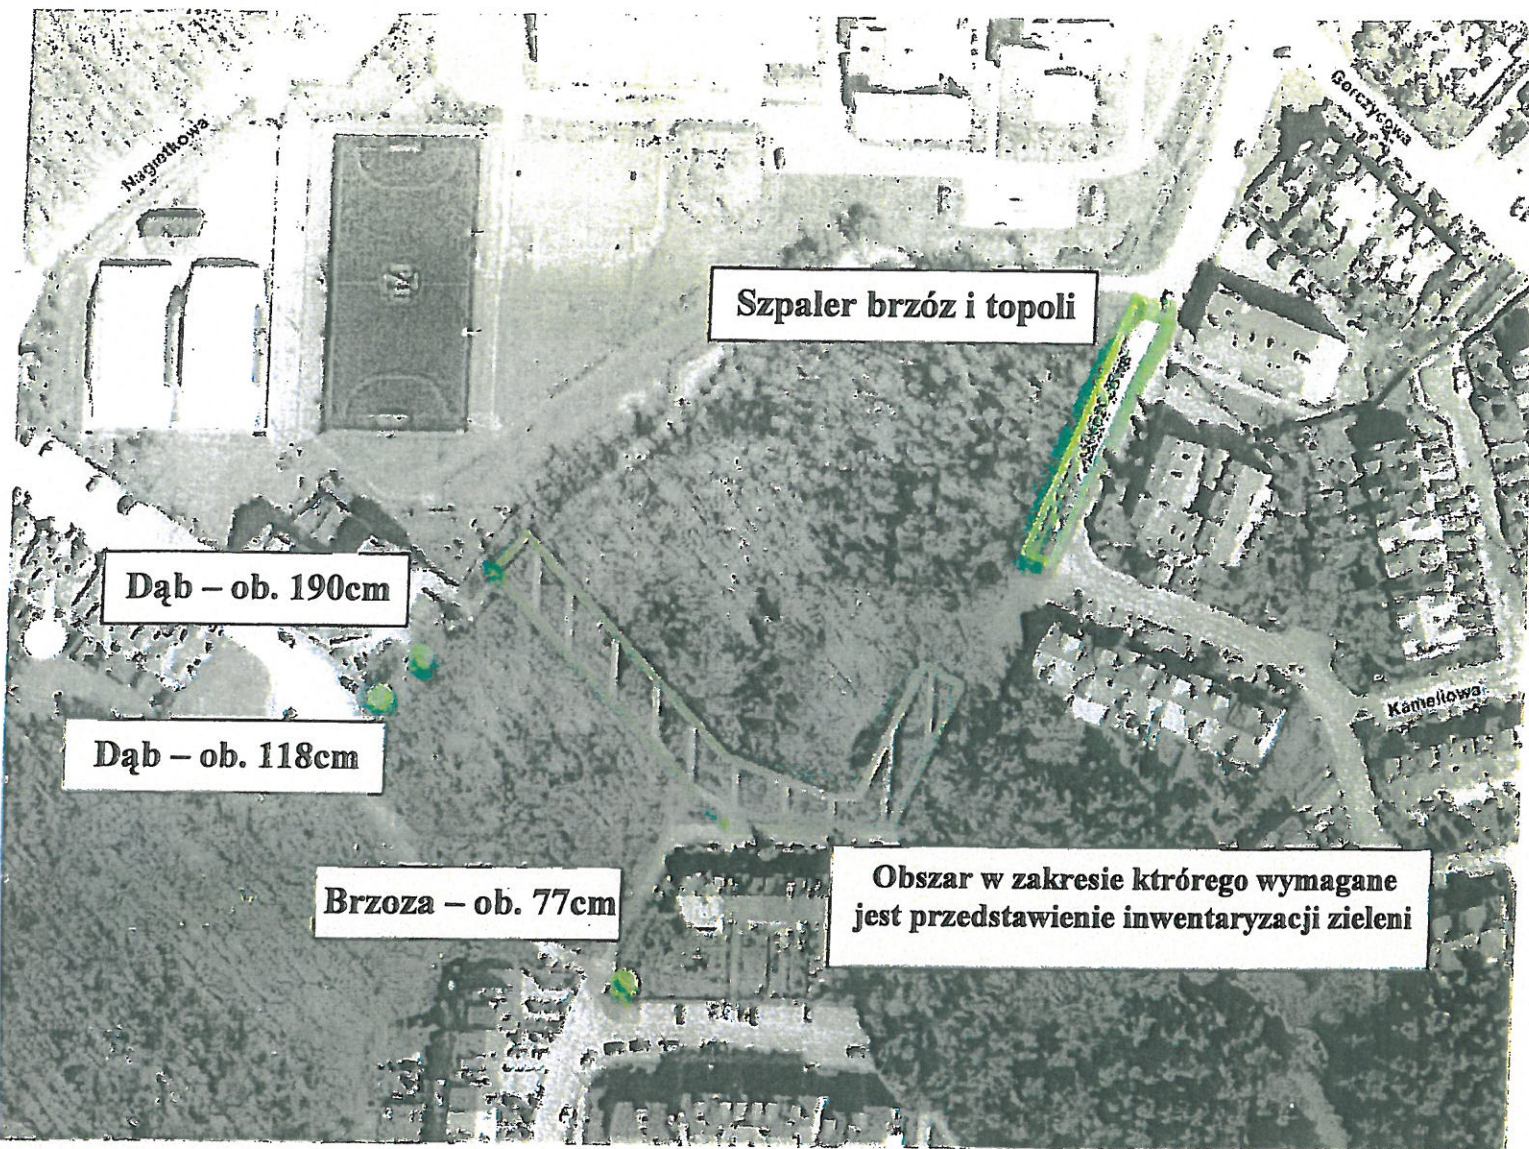 Gorczycowa
Nagietkowa
Szpaler brzóz i topoli
Dąb – ob. 190cm
Kameliowa
Dąb – ob. 118cm
Brzoza – ob. 77cm
Obszar w zakresie ktrórego wymagane
jest przedstawienie inwentaryzacji zieleni